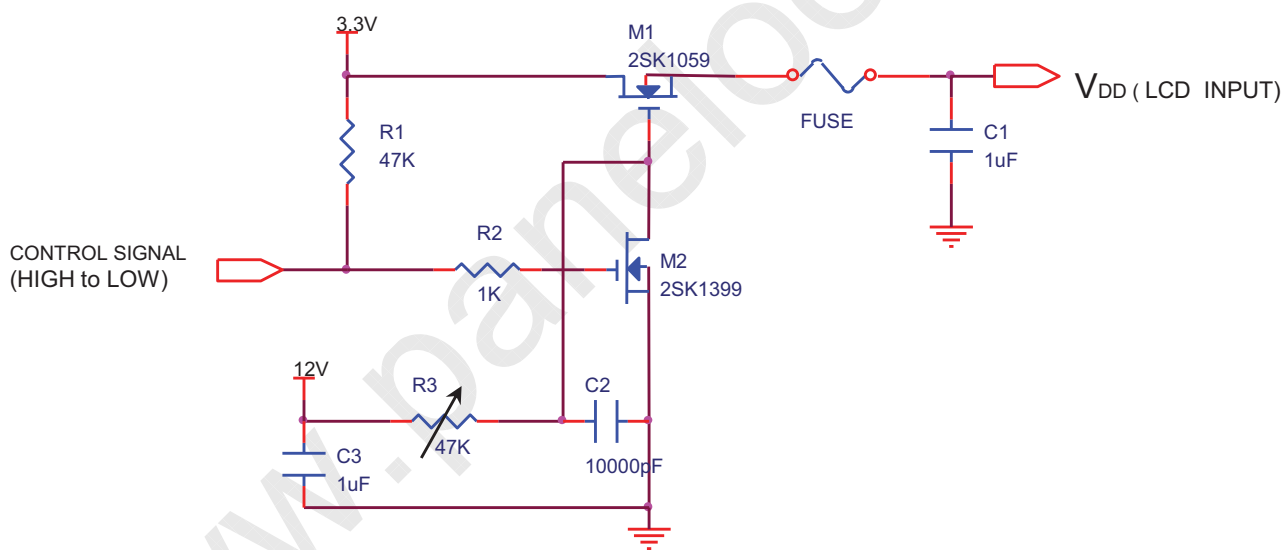 3.3V
M1
2SK1059
VDD ( LCD INPUT)
FUSE
R1
47K
C1
1uF
CONTROL SIGNAL
(HIGH to LOW)
R2
1K
M2
2SK1399
12V
R3
47K
C2
10000pF
C3
1uF